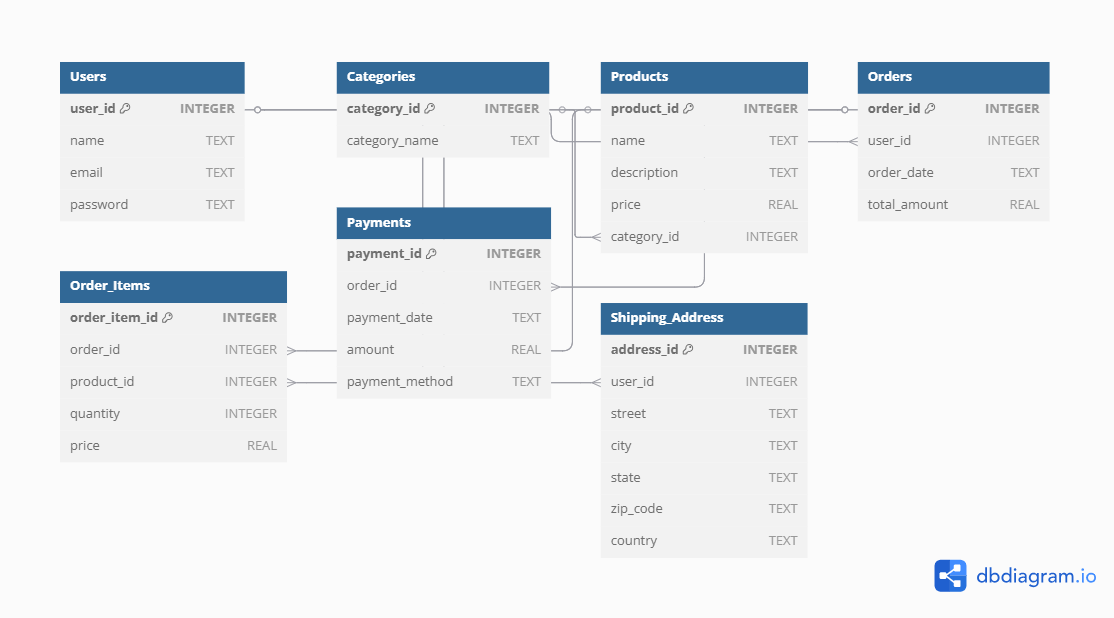 Users
user_id INTEGER
name TEXT
email TEXT
password TEXT
Categories
category_id INTEGER
category_name TEXT
Products
product_id INTEGER
name TEXT
description TEXT
price REAL
category_id INTEGER
Orders
order_id INTEGER
user_id INTEGER
order_date TEXT
total_amount REAL
Payments
payment_id INTEGER
order_id INTEGER
payment_date TEXT
amount REAL
payment_method TEXT
Order_Items
order_item_id INTEGER
order_id INTEGER
product_id INTEGER
quantity INTEGER
price REAL
Shipping_Address
address_id INTEGER
user_id INTEGER
street TEXT
city TEXT
state TEXT
zip_code TEXT
country TEXT
dbdiagram.io